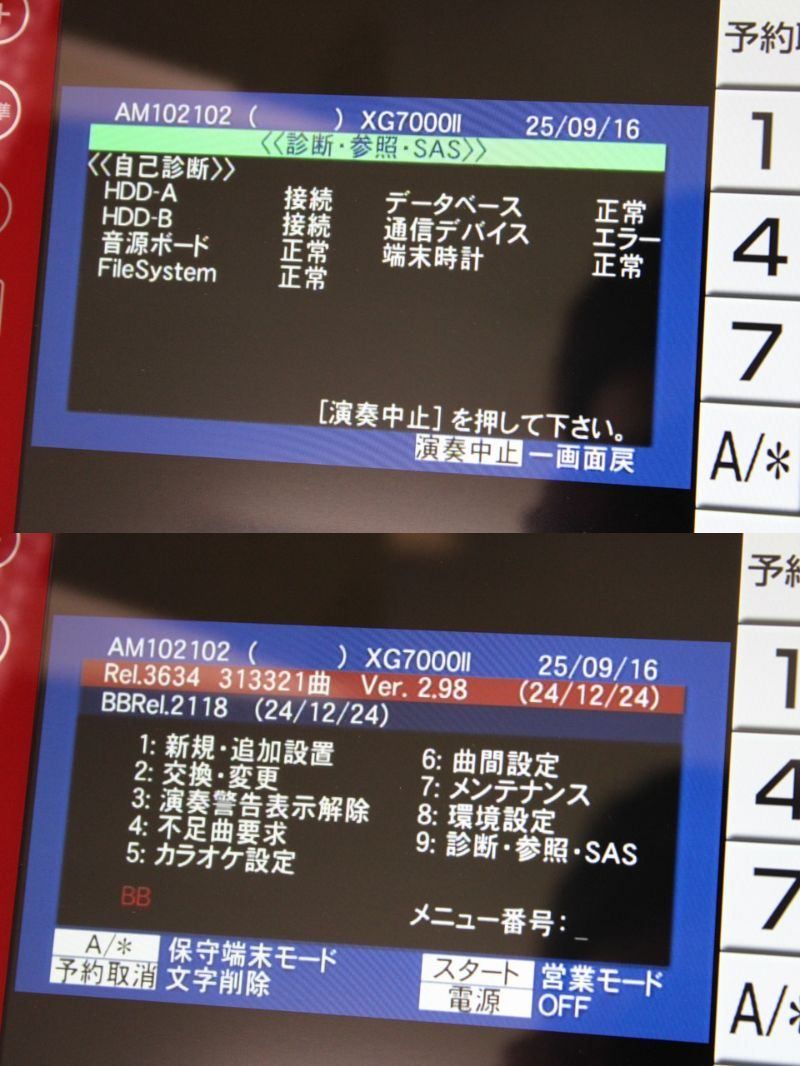 AM102102 (　　　) XG7000II 25/09/16
<<診断・参照・SAS>>
<<自己診断>>
HDD-A 接続 データベース 正常
HDD-B 接続 通信デバイス エラー
音源ボード 正常 端末時計 正常
FileSystem 正常
[演奏中止]を押して下さい。
演奏中止 一画面戻
1
4
7
A/*
AM102102 (　　　) XG7000II 25/09/16
Rel.3634 313321曲 Ver. 2.98 (24/12/24)
BBRel.2118 (24/12/24)
1: 新規・追加設置 6: 曲間設定
2: 交換・変更 7: メンテナンス
3: 演奏警告表示解除 8: 環境設定
4: 不足曲要求 9: 診断・参照・SAS
5: カラオケ設定
BB
メニュー番号: _
A/* 保守端末モード スタート 営業モード
予約取消 文字削除 電源 OFF
1
4
7
A/*